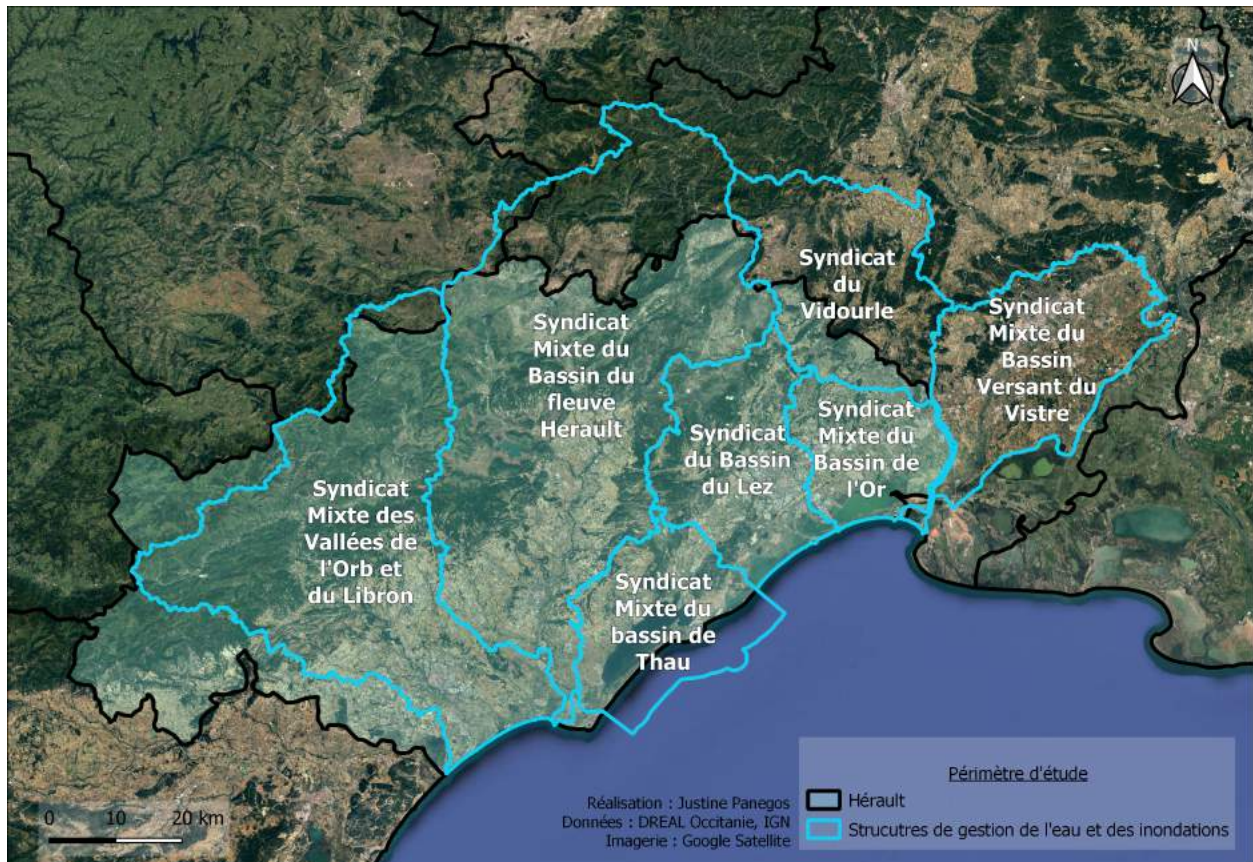 N
Syndicat
du
Vidourle
Syndicat
Mixte du
Bassin
Versant du
Vistre
Syndicat
Mixte du
Bassin du
fleuve
Herault
Syndicat
Mixte du
Bassin de
l'Or
Syndicat
du Bassin
du Lez
Syndicat
Mixte des
Vallées de
l'Orb et
du Libron
Syndicat
Mixte du
bassin de
Thau
Périmètre d'étude
Hérault
Strucutres de gestion de l'eau et des inondations
Réalisation : Justine Panegos
Données : DREAL Occitanie, IGN
Imagerie : Google Satellite
0 10 20 km